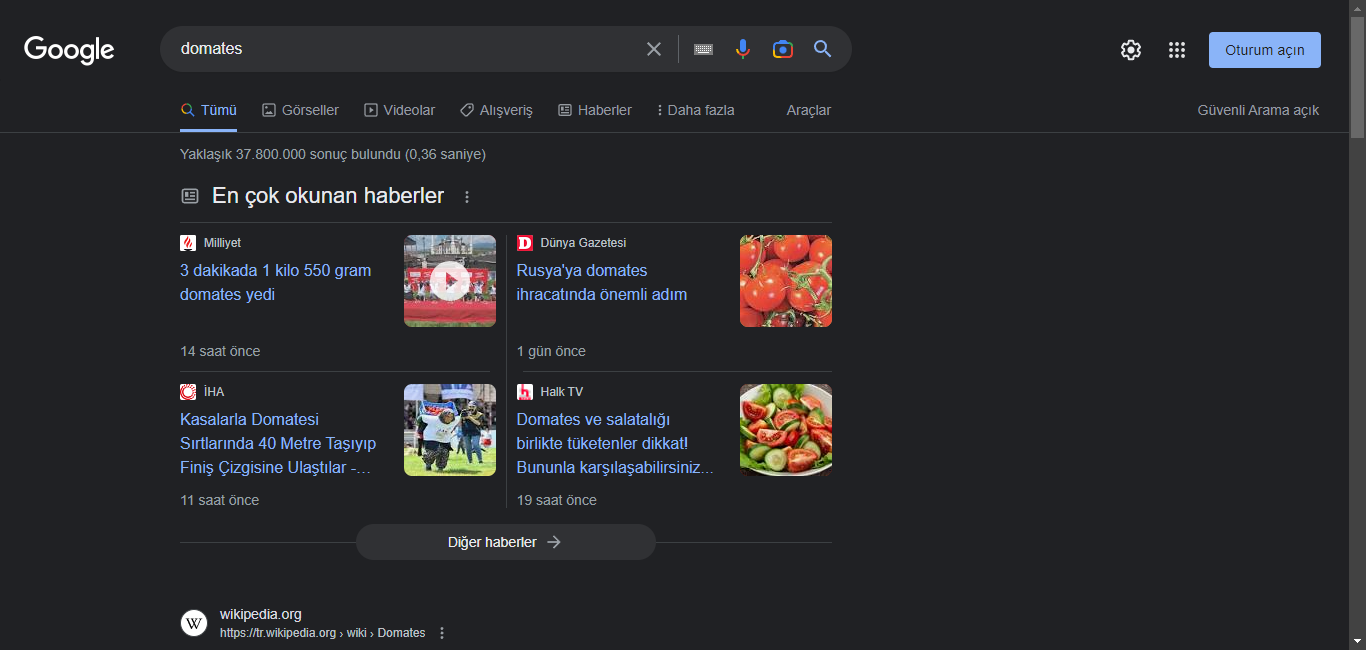 Google
domates
Oturum açın
Tümü
Görseller
Videolar
Alışveriş
Haberler
Daha fazla
Araçlar
Güvenli Arama açık
Yaklaşık 37.800.000 sonuç bulundu (0,36 saniye)
En çok okunan haberler
Milliyet
3 dakikada 1 kilo 550 gram
domates yedi
14 saat önce
D
Dünya Gazetesi
Rusya'ya domates
ihracatında önemli adım
1 gün önce
İHA
Kasalarla Domatesi
Sırtlarında 40 Metre Taşıyıp
Finiş Çizgisine Ulaştılar -...
11 saat önce
h
Halk TV
Domates ve salatalığı
birlikte tüketenler dikkat!
Bununla karşılaşabilirsiniz...
19 saat önce
Diğer haberler
W
wikipedia.org
https://tr.wikipedia.org › wiki › Domates